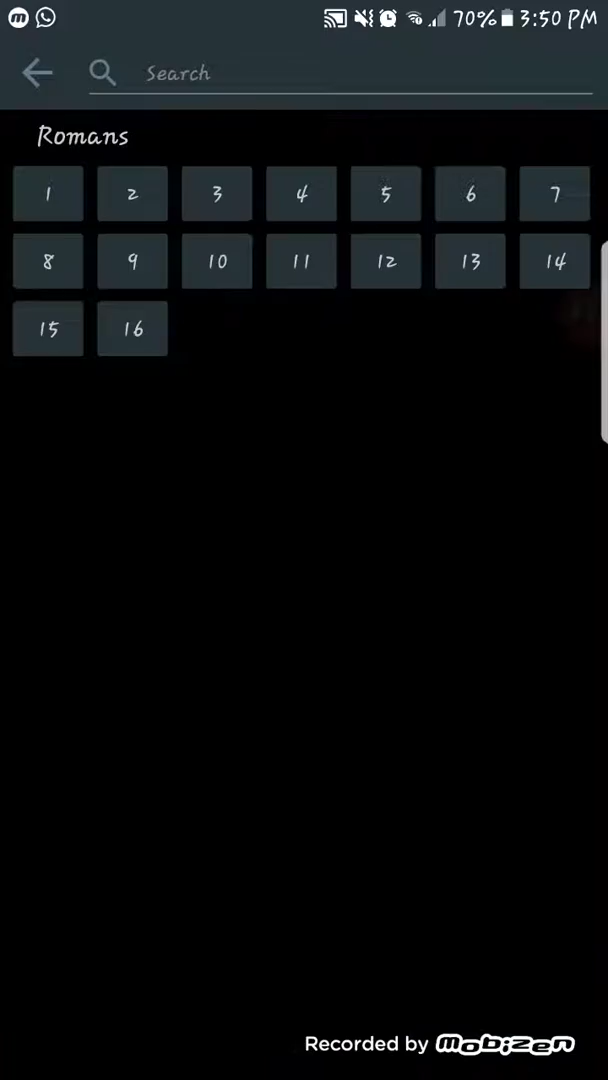 m 70% 3:50 PM
Search
Romans
1 2 3 4 5 6 7
8 9 10 11 12 13 14
15 16
Recorded by mobizen